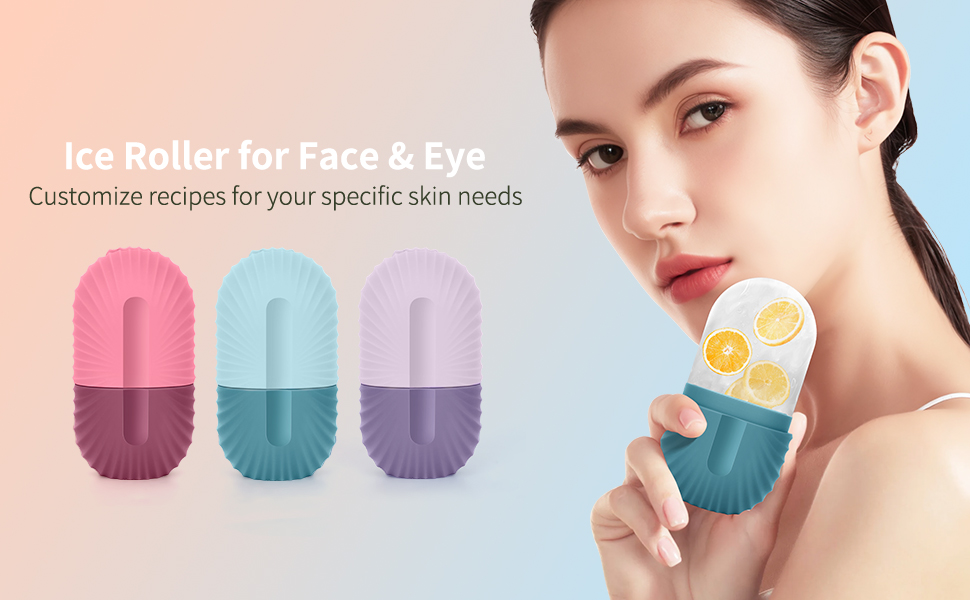 Ice Roller for Face & Eye
Customize recipes for your specific skin needs